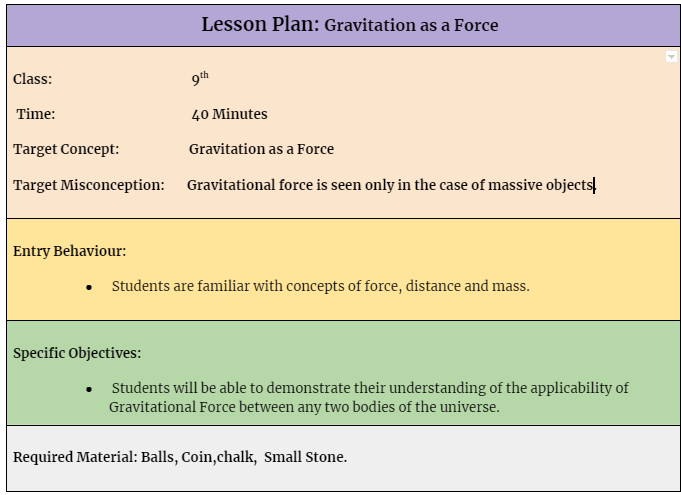 Lesson Plan: Gravitation as a Force
Class: 9th
Time: 40 Minutes
Target Concept: Gravitation as a Force
Target Misconception: Gravitational force is seen only in the case of massive objects.
Entry Behaviour:
● Students are familiar with concepts of force, distance and mass.
Specific Objectives:
● Students will be able to demonstrate their understanding of the applicability of
Gravitational Force between any two bodies of the universe.
Required Material: Balls, Coin,chalk, Small Stone.